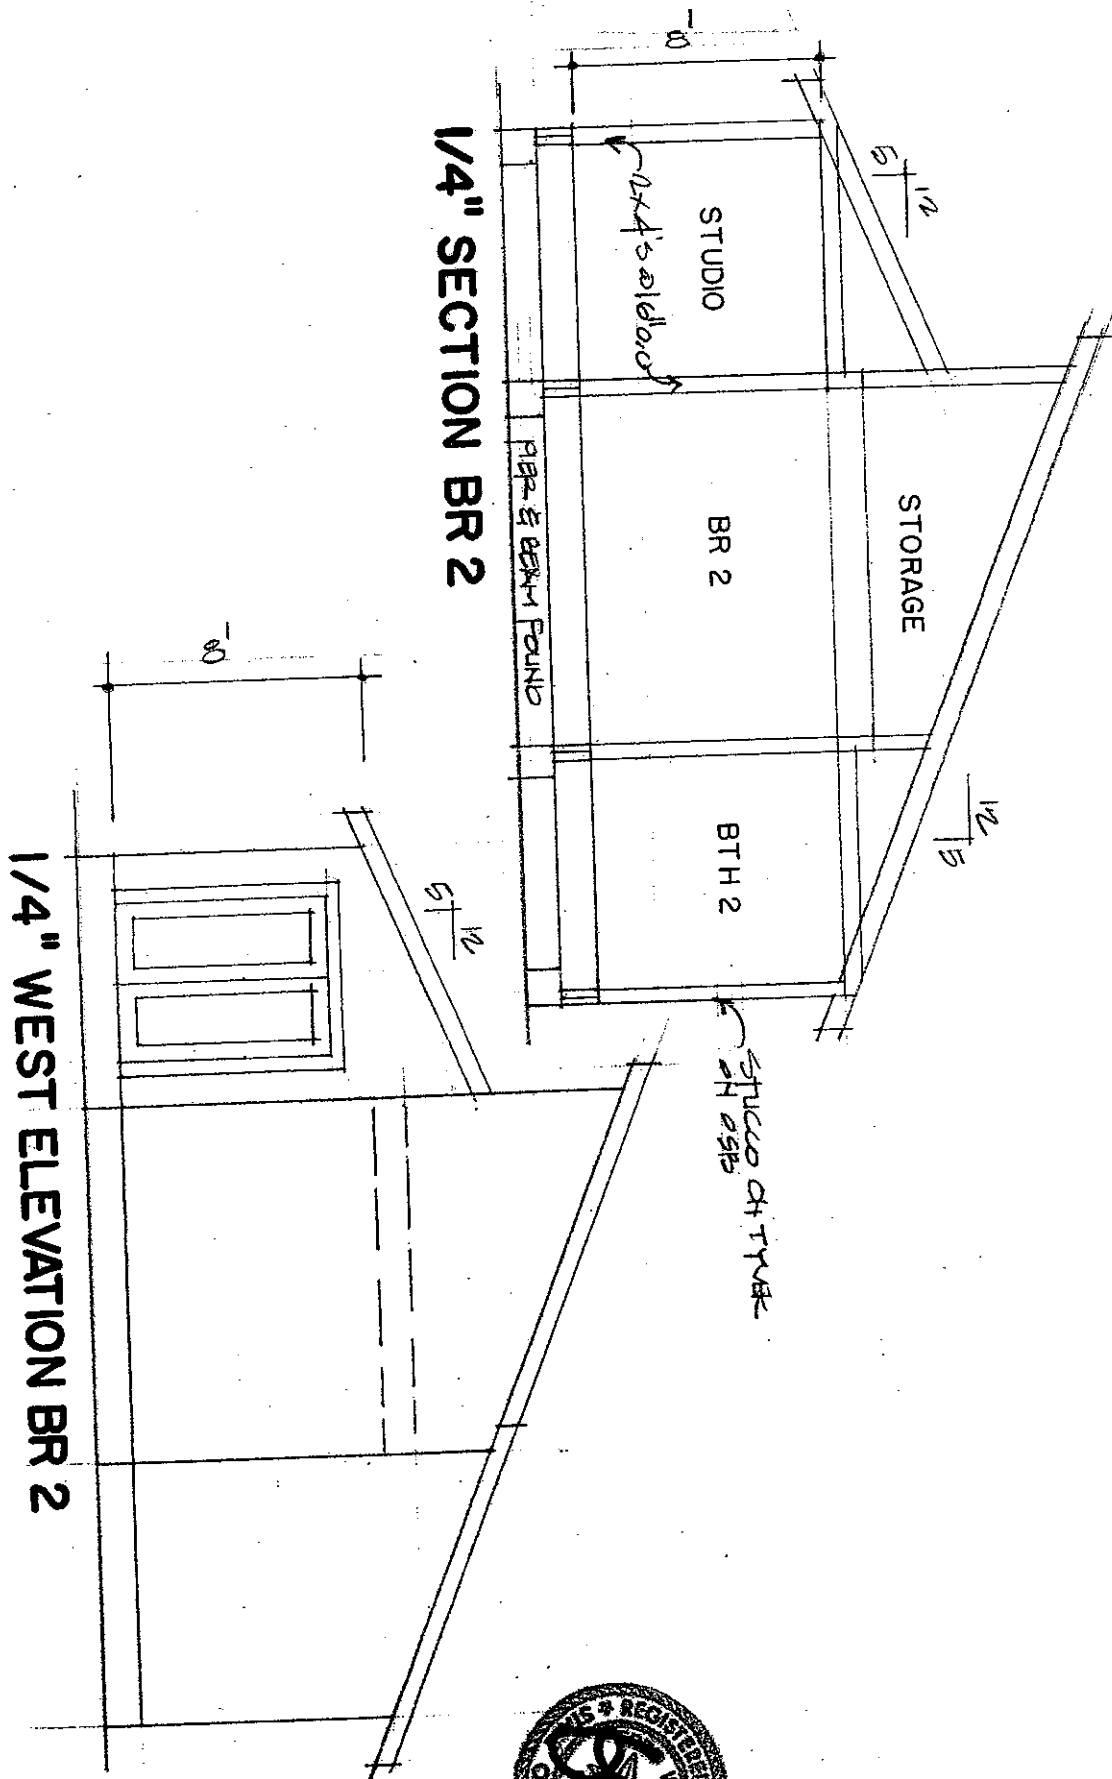 8'
12
5
12
5
STORAGE
STUDIO
BR 2
BTH 2
2X4'S @16" O.C
STUCCO ON TYVEK
ON OSB
PIER & BEAM FOUND
1/4" SECTION BR 2
8'
12
5
1/4" WEST ELEVATION BR 2
REGISTERED